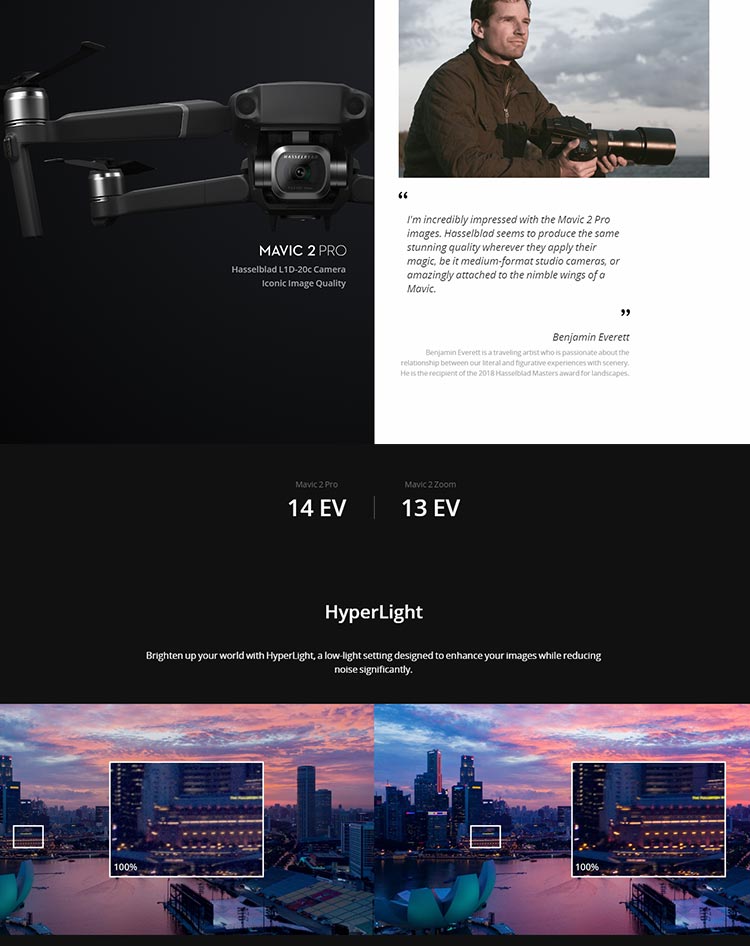 HASSELBLAD
MAVIC 2 PRO
Hasselblad L1D-20c Camera
Iconic Image Quality
“
I'm incredibly impressed with the Mavic 2 Pro
images. Hasselblad seems to produce the same
stunning quality wherever they apply their
magic, be it medium-format studio cameras, or
amazingly attached to the nimble wings of a
Mavic.
”
Benjamin Everett
Benjamin Everett is a traveling artist who is passionate about the
relationship between our literal and figurative experiences with scenery.
He is the recipient of the 2018 Hasselblad Masters award for landscapes.
Mavic 2 Pro
14 EV
Mavic 2 Zoom
13 EV
HyperLight
Brighten up your world with HyperLight, a low-light setting designed to enhance your images while reducing
noise significantly.
100%
100%